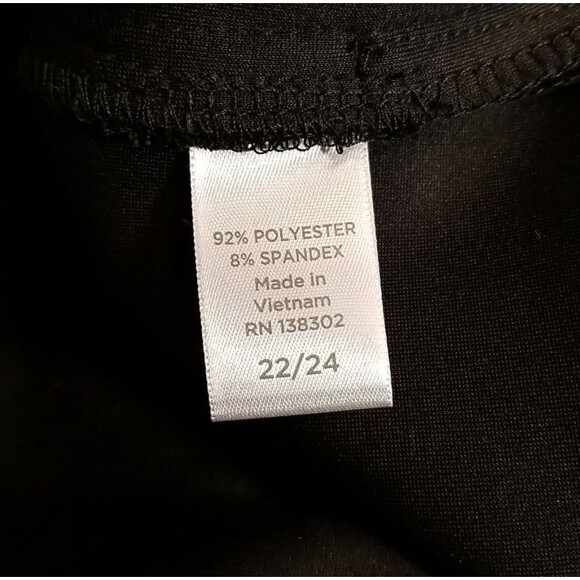 92% POLYESTER
8% SPANDEX
Made in
Vietnam
RN 138302
22/24